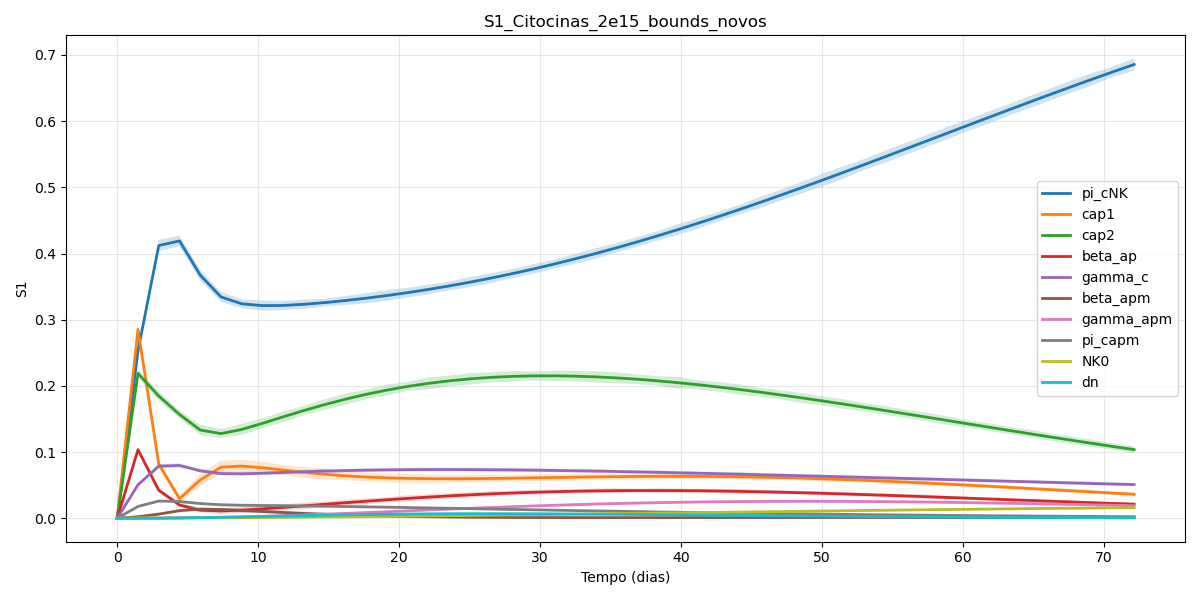 S1_Citocinas_2e15_bounds_novos
S1
0.7
0.6
0.5
0.4
0.3
0.2
0.1
0.0
0 10 20 30 40 50 60 70
Tempo (dias)
pi_cNK
cap1
cap2
beta_ap
gamma_c
beta_apm
gamma_apm
pi_capm
NK0
dn